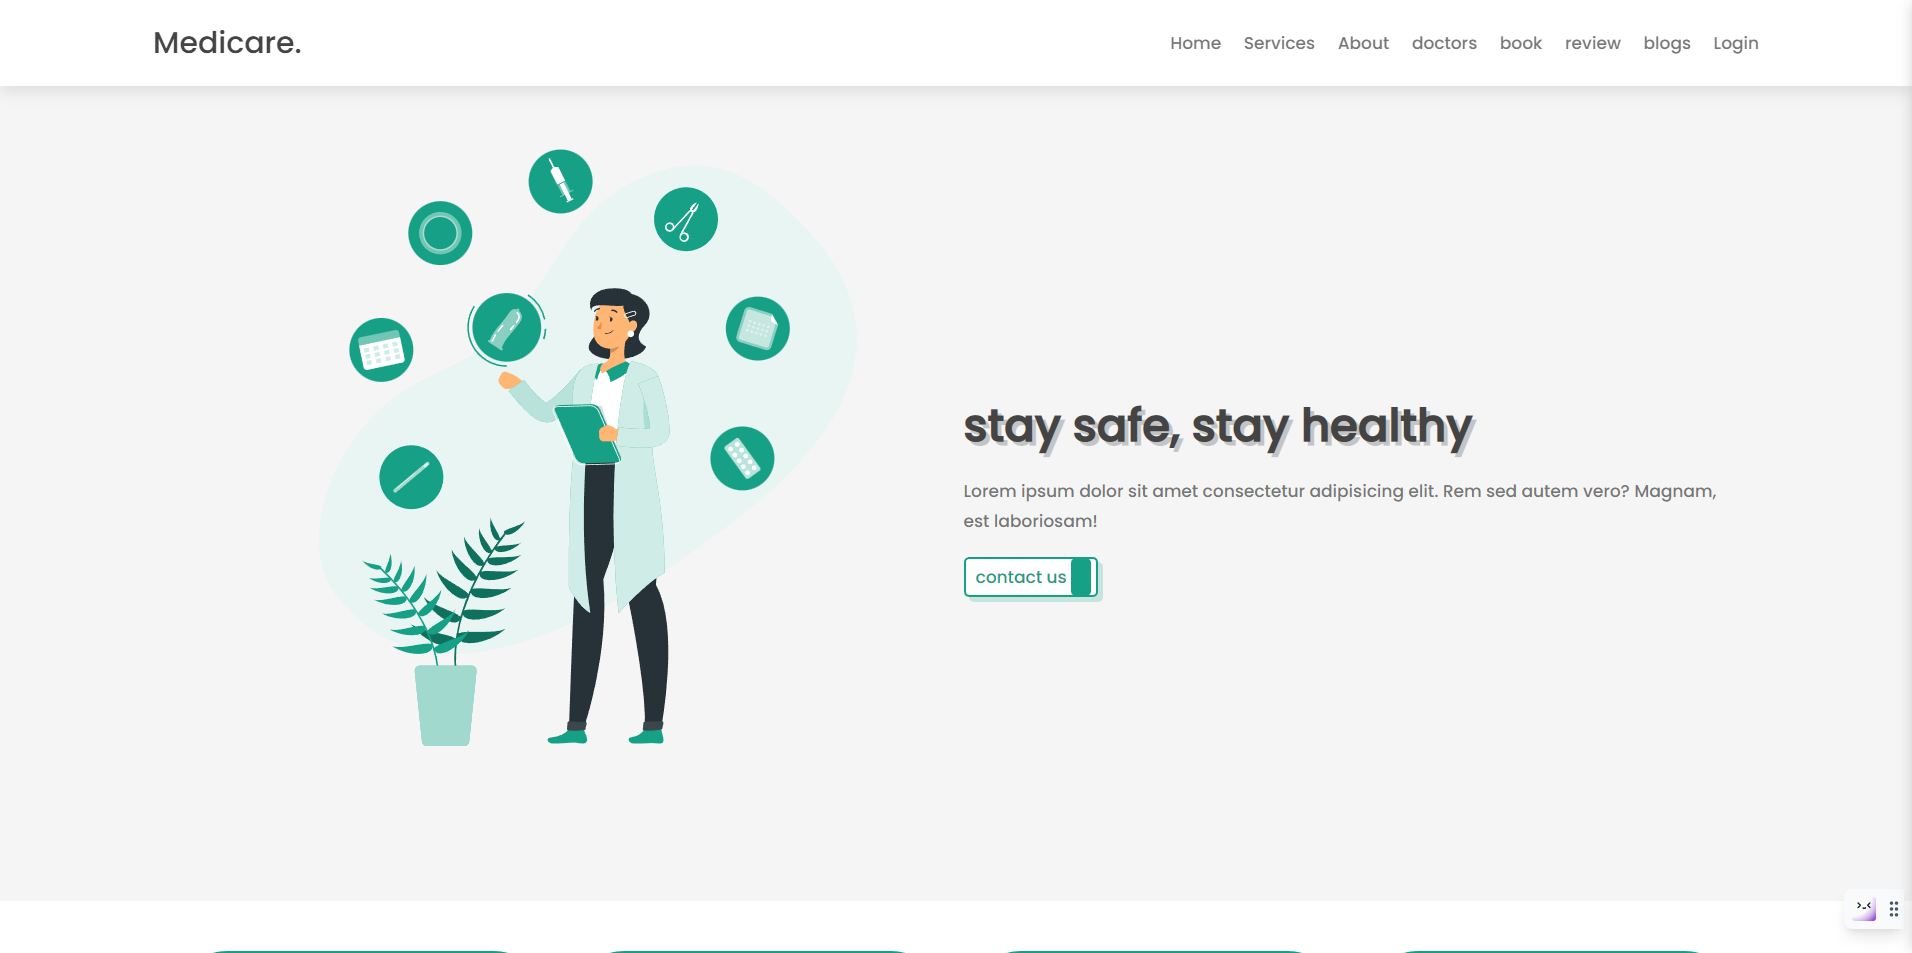 Medicare.
Home Services About doctors book review blogs Login
stay safe, stay healthy
Lorem ipsum dolor sit amet consectetur adipisicing elit. Rem sed autem vero? Magnam,
est laboriosam!
contact us